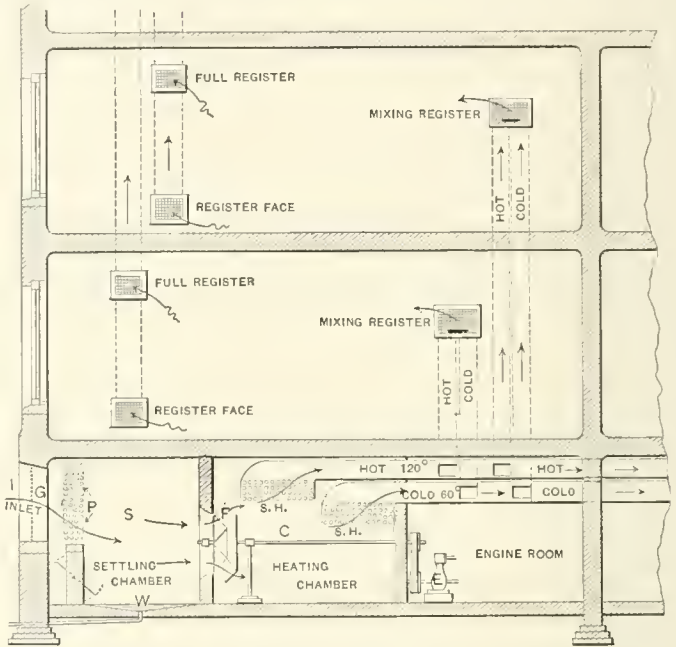 FULL REGISTER
MIXING REGISTER
HOT
COLD
REGISTER FACE
FULL REGISTER
MIXING REGISTER
HOT
COLD
REGISTER FACE
HOT 120° HOT
I
INLET
G
P
S
F
S.H.
COLD 60° COLD
S.H.
C
SETTLING
CHAMBER
HEATING
CHAMBER
ENGINE ROOM
E
W